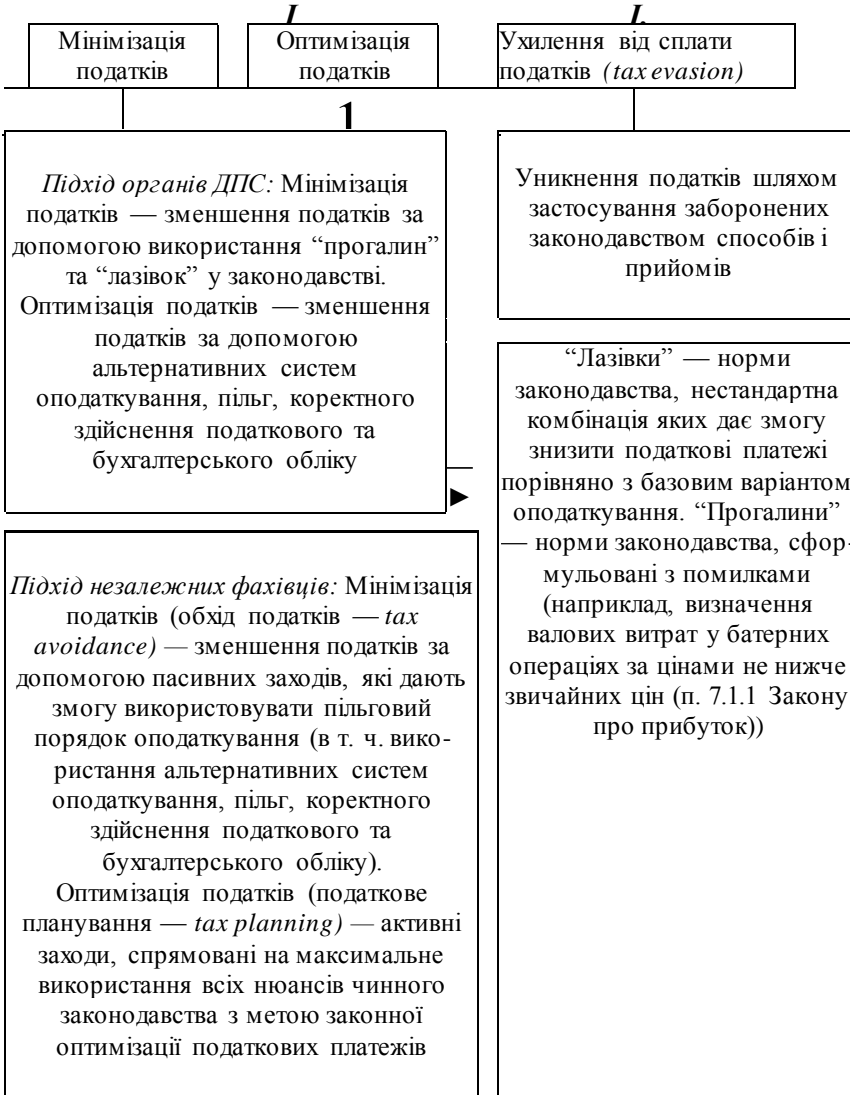 I
I.
Мінімізація
податків
Оптимізація
податків
Ухилення від сплати
податків (tax evasion)
1
Підхід органів ДПС: Мінімізація
податків — зменшення податків за
допомогою використання “прогалин”
та “лазівок” у законодавстві.
Оптимізація податків — зменшення
податків за допомогою
альтернативних систем
оподаткування, пільг, коректного
здійснення податкового та
бухгалтерського обліку
Уникнення податків шляхом
застосування заборонених
законодавством способів і
прийомів
“Лазівки” — норми
законодавства, нестандартна
комбінація яких дає змогу
знизити податкові платежі
порівняно з базовим варіантом
оподаткування. “Прогалини”
— норми законодавства, сфор-
мульовані з помилками
(наприклад, визначення
валових витрат у батерних
операціях за цінами не нижче
звичайних цін (п. 7.1.1 Закону
про прибуток))
Підхід незалежних фахівців: Мінімізація
податків (обхід податків — tax
avoidance) — зменшення податків за
допомогою пасивних заходів, які дають
змогу використовувати пільговий
порядок оподаткування (в т. ч. вико-
ристання альтернативних систем
оподаткування, пільг, коректного
здійснення податкового та
бухгалтерського обліку).
Оптимізація податків (податкове
планування — tax planning) — активні
заходи, спрямовані на максимальне
використання всіх нюансів чинного
законодавства з метою законної
оптимізації податкових платежів